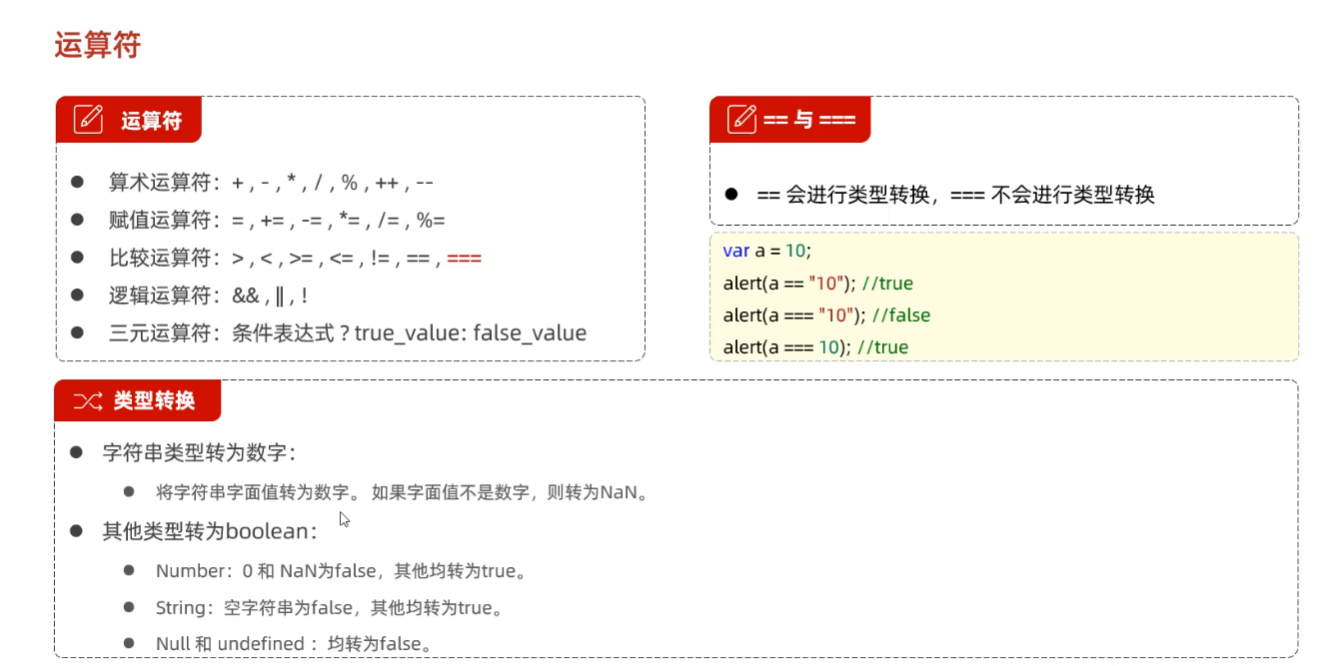 运算符
运算符
算术运算符：+ , - , * , / , % , ++ , --
赋值运算符：= , += , -= , *= , /= , %=
比较运算符：> , < , >= , <= , != , == , ===
逻辑运算符：&& , || , !
三元运算符：条件表达式 ? true_value: false_value
== 与 ===
== 会进行类型转换，=== 不会进行类型转换
var a = 10;
alert(a == "10"); //true
alert(a === "10"); //false
alert(a === 10); //true
类型转换
字符串类型转为数字：
将字符串字面值转为数字。 如果字面值不是数字，则转为NaN。
其他类型转为boolean：
Number：0 和 NaN为false，其他均转为true。
String：空字符串为false，其他均转为true。
Null 和 undefined ：均转为false。